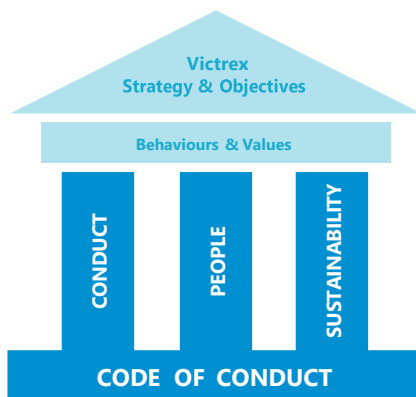 Victrex
Strategy & Objectives
Behaviours & Values
CONDUCT
PEOPLE
SUSTAINABILITY
CODE OF CONDUCT